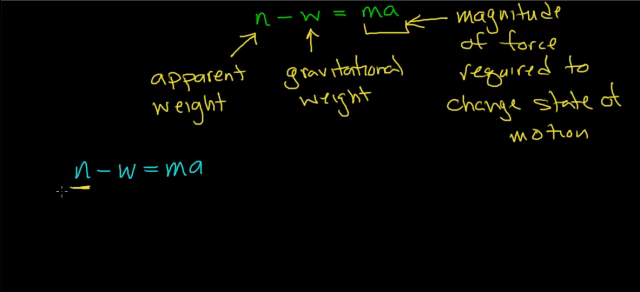 n - w = ma
apparent weight
gravitational weight
magnitude of force required to change state of motion
n - w = ma